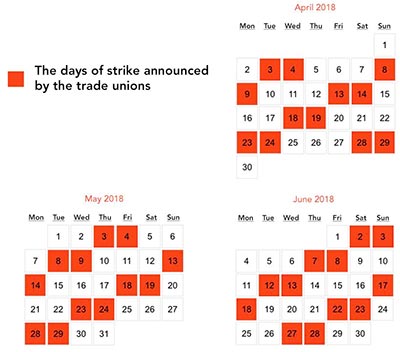 April 2018
Mon Tue Wed Thu Fri Sat Sun
1
2 3 4 5 6 7 8
9 10 11 12 13 14 15
16 17 18 19 20 21 22
23 24 25 26 27 28 29
30
The days of strike announced
by the trade unions
May 2018
Mon Tue Wed Thu Fri Sat Sun
1 2 3 4 5 6
7 8 9 10 11 12 13
14 15 16 17 18 19 20
21 22 23 24 25 26 27
28 29 30 31
June 2018
Mon Tue Wed Thu Fri Sat Sun
1 2 3
4 5 6 7 8 9 10
11 12 13 14 15 16 17
18 19 20 21 22 23 24
25 26 27 28 29 30